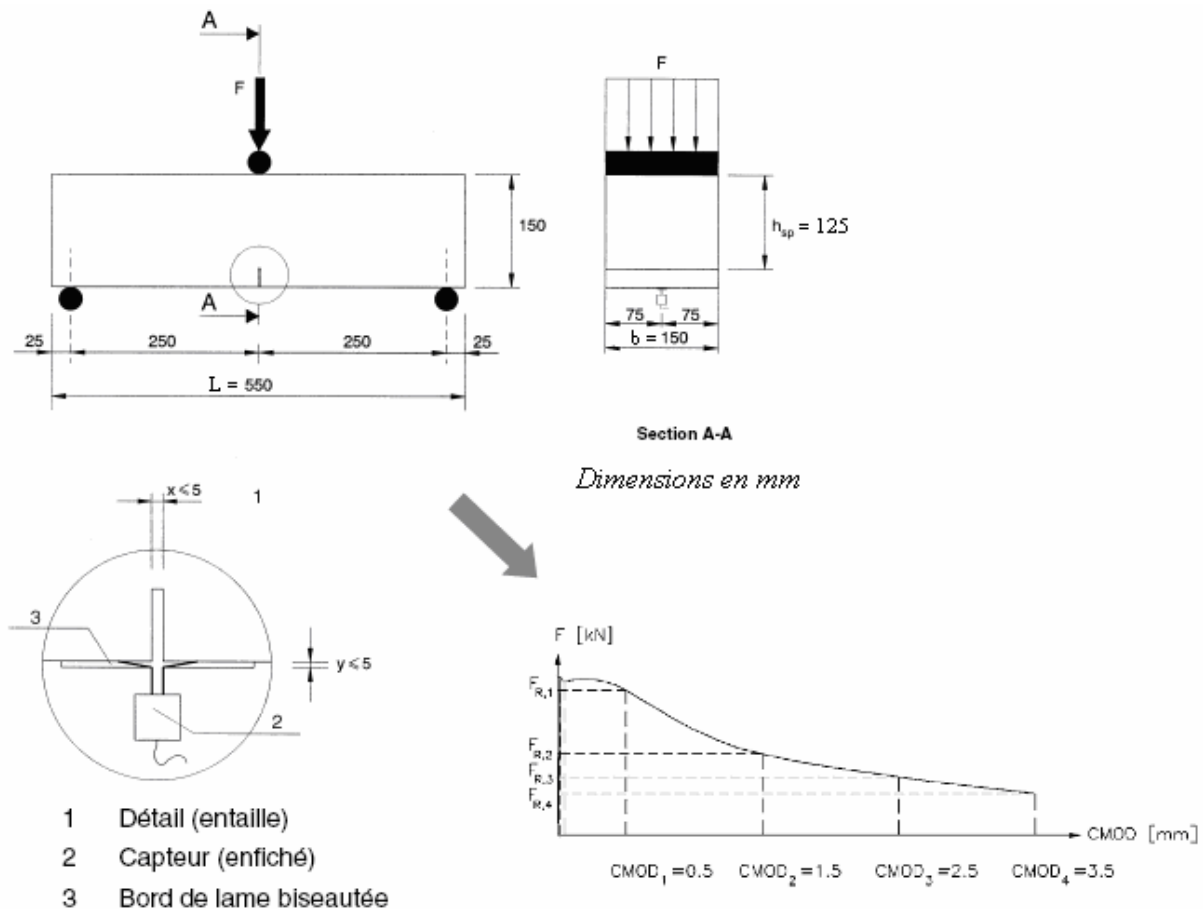 A
F
A
150
25
250
250
25
L = 550
F
h_sp = 125
75
75
b = 150
Section A-A
Dimensions en mm
x ⩽ 5
1
3
y ⩽ 5
2
1 Détail (entaille)
2 Capteur (enfiché)
3 Bord de lame biseautée
F [kN]
F_R,1
F_R,2
F_R,3
F_R,4
CMOD [mm]
CMOD_1 =0.5 CMOD_2 =1.5 CMOD_3 =2.5 CMOD_4 =3.5